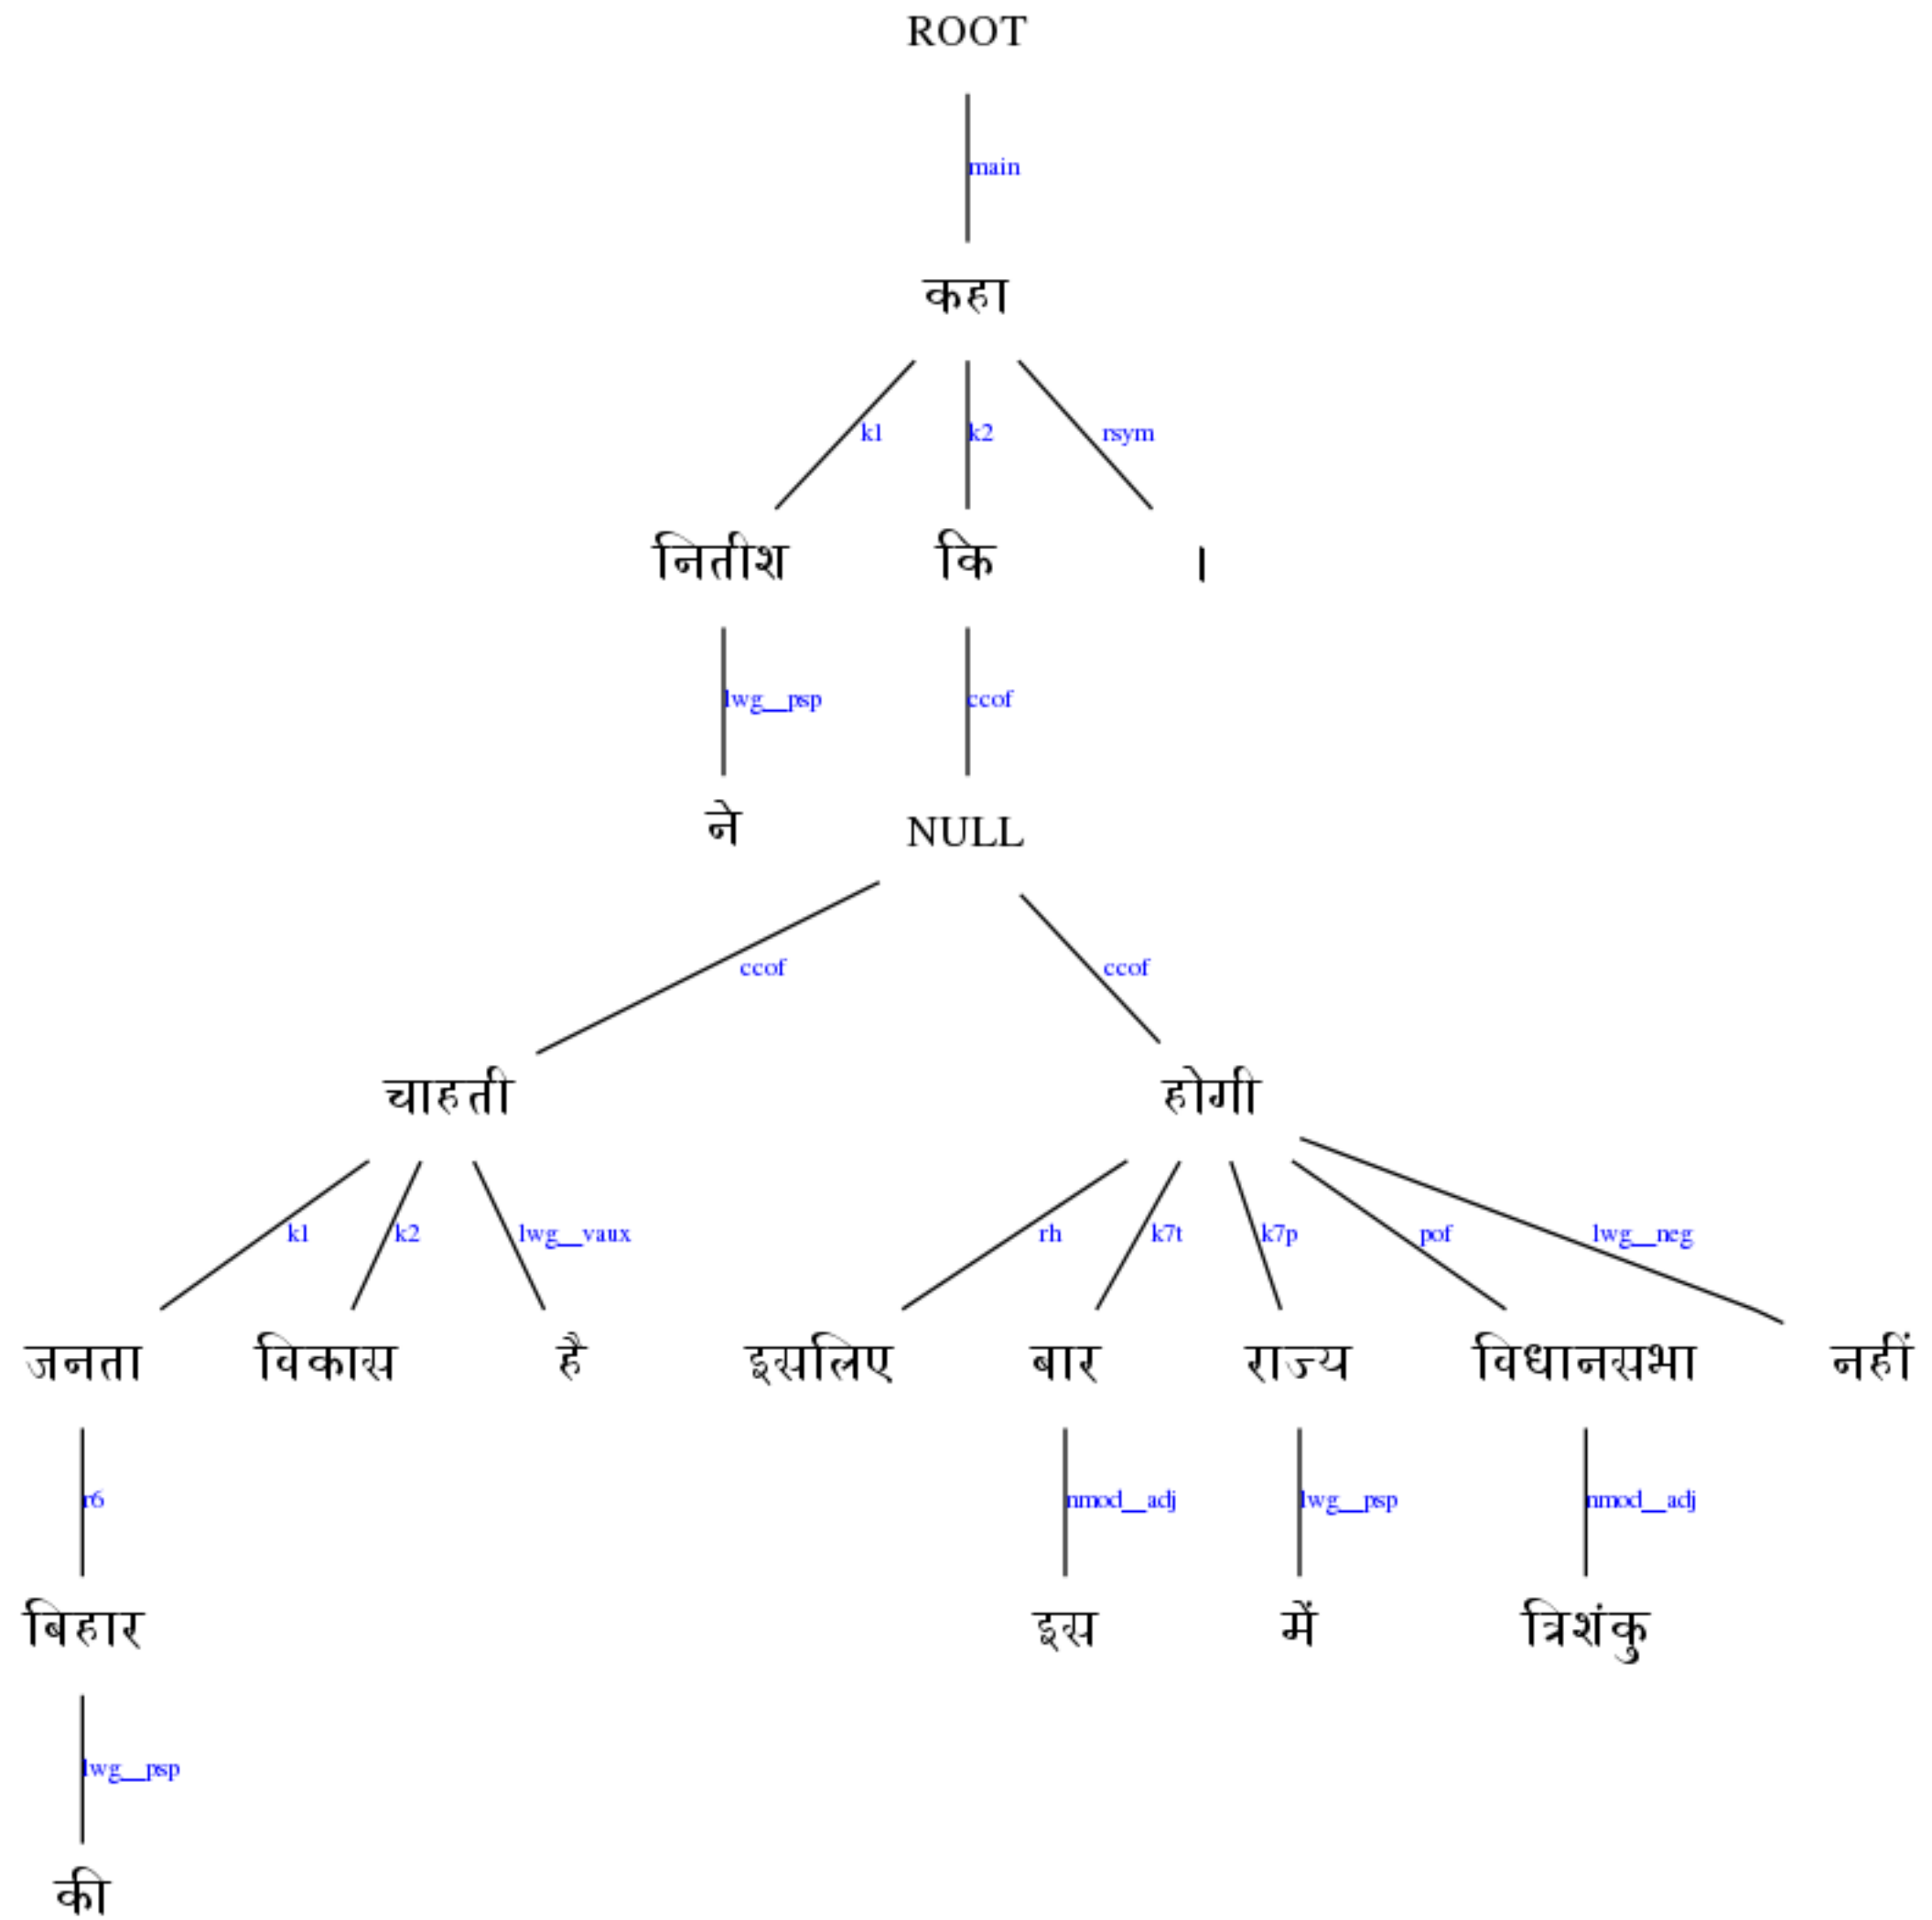 ROOT
main
कहा
k1 k2 rsym
नितीश कि ।
lwg__psp ccof
ने NULL
ccof ccof
चाहती होगी
k1 k2 lwg__vaux rh k7t k7p pof lwg__neg
जनता विकास है इसलिए बार राज्य विधानसभा नहीं
r6 nmod__adj lwg__psp nmod__adj
बिहार इस में त्रिशंकु
lwg__psp
की